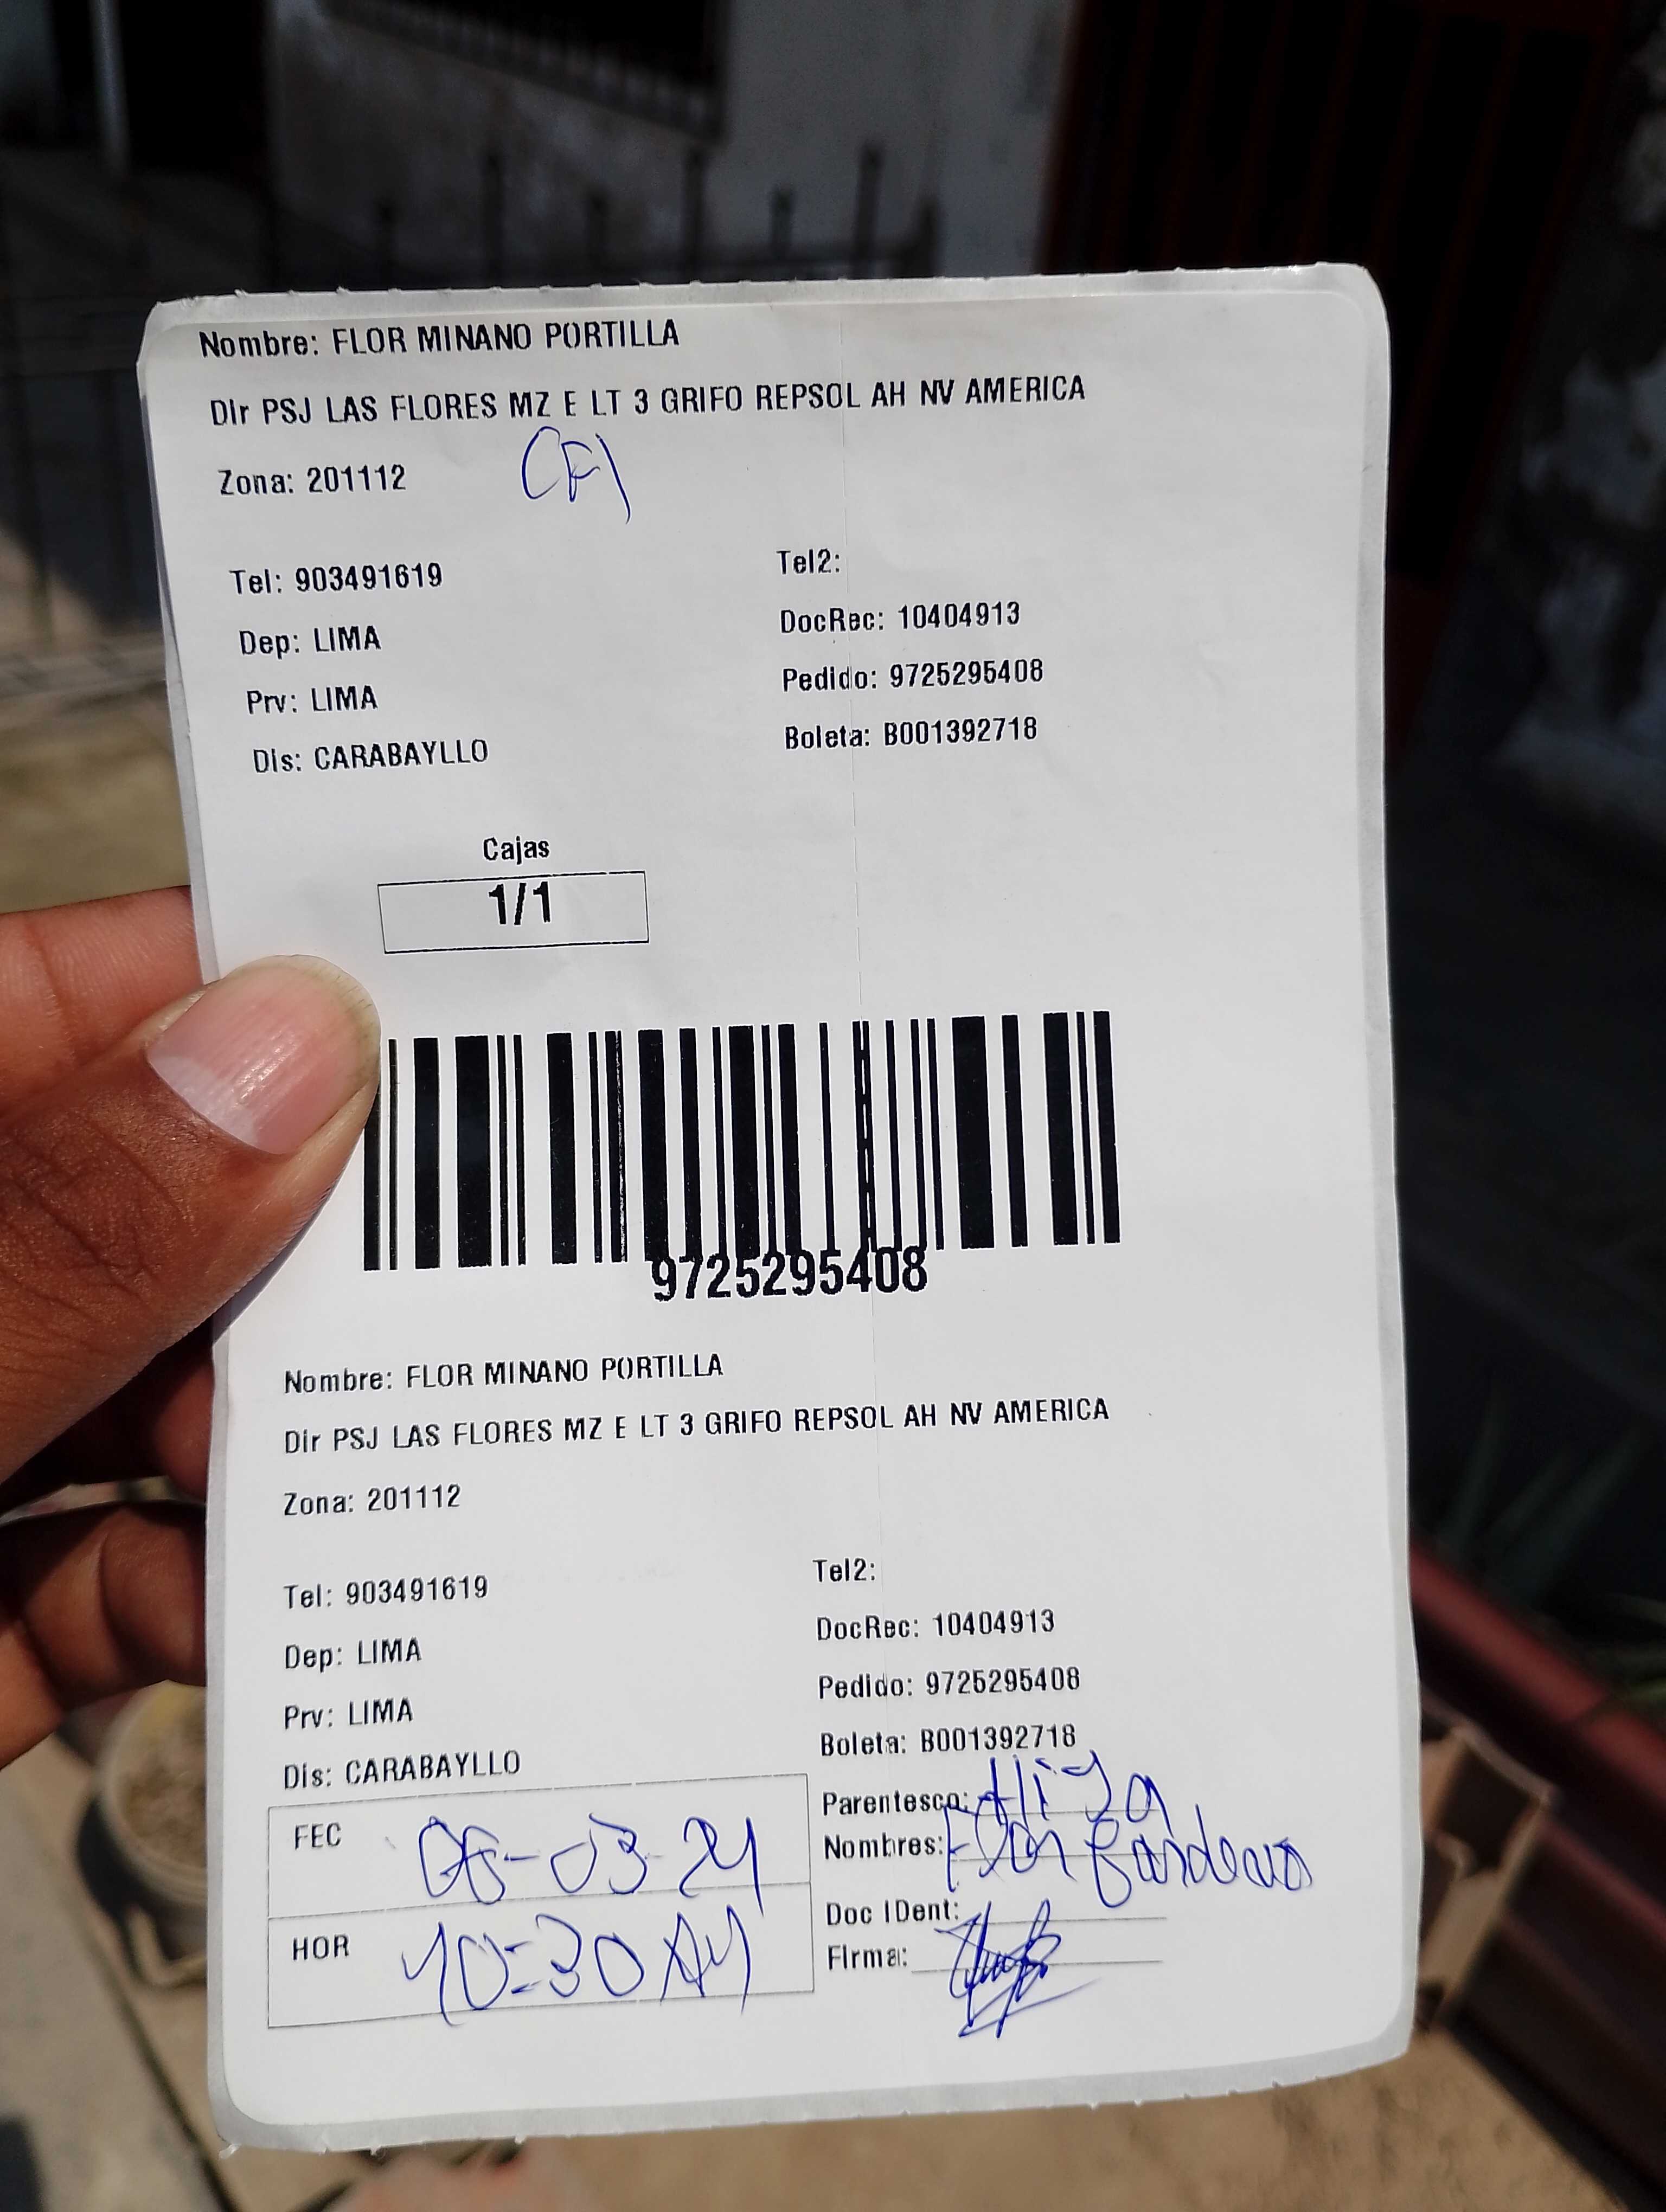 Nombre: FLOR MINANO PORTILLA
Dir PSJ LAS FLORES MZ E LT 3 GRIFO REPSOL AH NV AMERICA
Zona: 201112
Tel: 903491619
Tel2:
Dep: LIMA
DocRec: 10404913
Prv: LIMA
Pedido: 9725295408
Dis: CARABAYLLO
Boleta: B001392718
Cajas
1/1
9725295408
Nombre: FLOR MINANO PORTILLA
Dir PSJ LAS FLORES MZ E LT 3 GRIFO REPSOL AH NV AMERICA
Zona: 201112
Tel: 903491619
Tel2:
Dep: LIMA
DocRec: 10404913
Prv: LIMA
Pedido: 9725295408
Dis: CARABAYLLO
Boleta: B001392718
FEC
HOR 10:30 AM
Parentesco: Hija
Nombres: Flor
Doc IDent:
Firma: